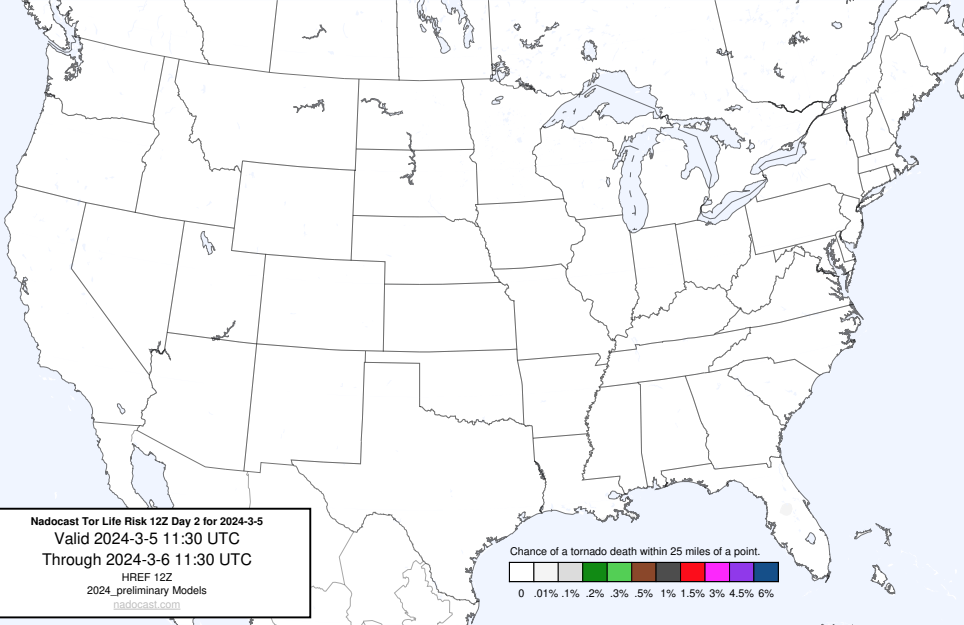 Nadocast Tor Life Risk 12Z Day 2 for 2024-3-5
Valid 2024-3-5 11:30 UTC
Through 2024-3-6 11:30 UTC
HREF 12Z
2024_preliminary Models
nadocast.com
Chance of a tornado death within 25 miles of a point.
0 .01% .1% .2% .3% .5% 1% 1.5% 3% 4.5% 6%